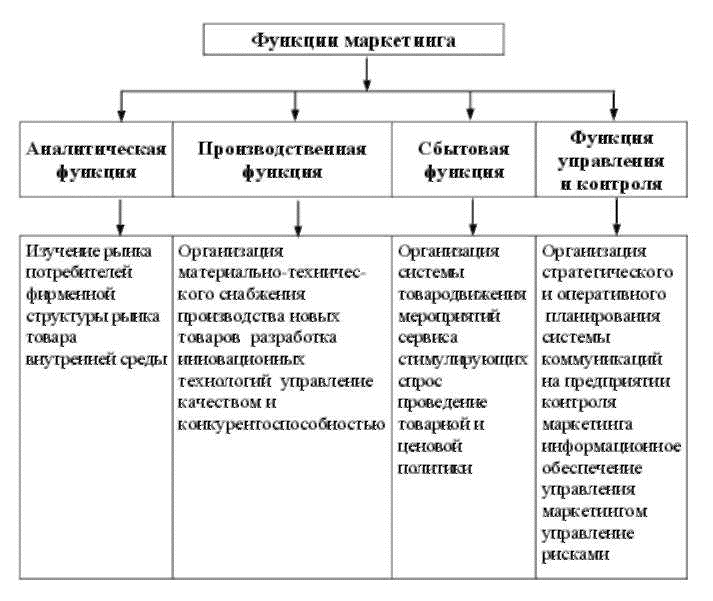 Функции маркетинга
Аналитическая
функция
Производственная
функция
Сбытовая
функция
Функция
управления
и контроля
Изучение рынка
потребителей
фирменной
структуры рынка
товара
внутренней среды
Организация
материально-техничес-
кого снабжения
производства новых
товаров разработка
инновационных
технологий управление
качеством и
конкурентоспособностью
Организация
системы
товародвижения
мероприятий
сервиса
стимулирующих
спрос
проведение
товарной и
ценовой
политики
Организация
стратегического
и оперативного
планирования
системы
коммуникаций
на предприятии
контроля
маркетинга
информационное
обеспечение
управления
маркетингом
управление
рисками